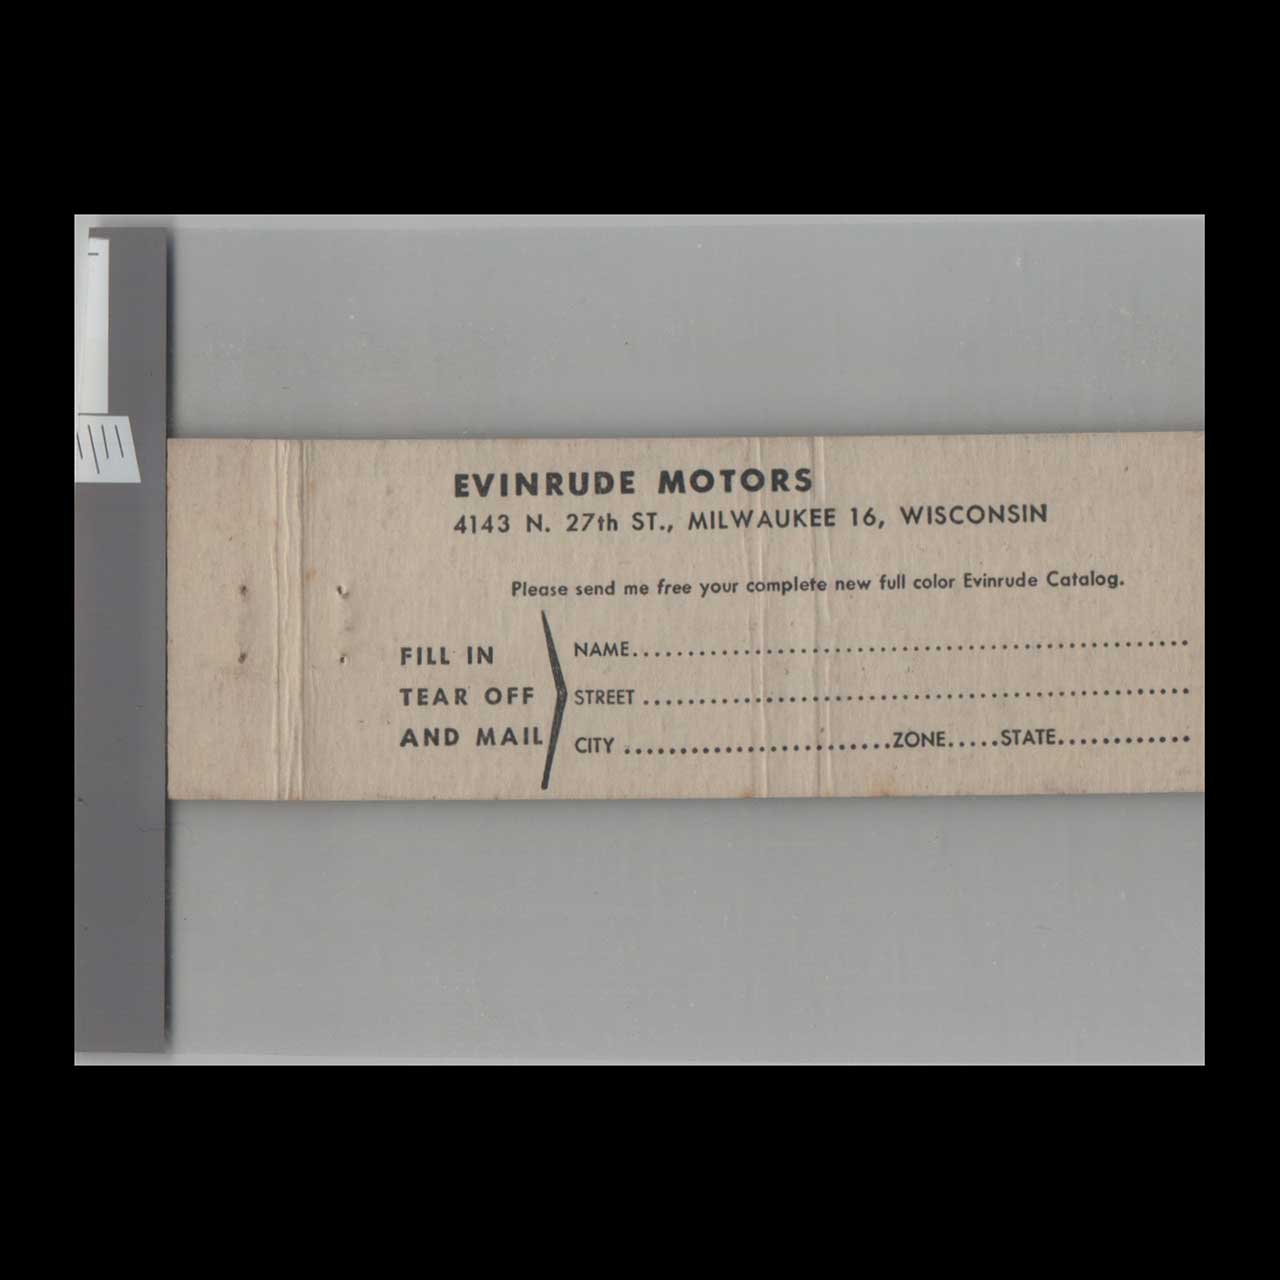 EVINRUDE MOTORS
4143 N. 27th ST., MILWAUKEE 16, WISCONSIN
Please send me free your complete new full color Evinrude Catalog.
FILL IN
TEAR OFF
AND MAIL
NAME..................................................
STREET ..................................................
CITY .........................ZONE.....STATE............